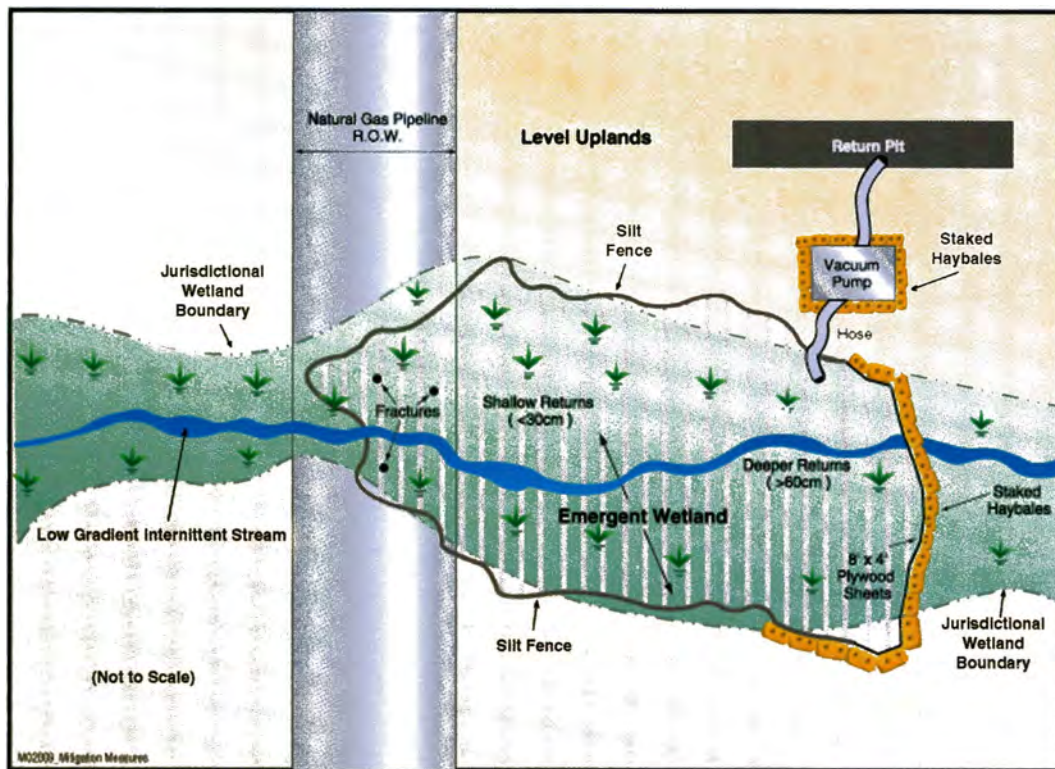 Natural Gas Pipeline
R.O.W.
Level Uplands
Return Pit
Silt
Fence
Staked
Haybales
Vacuum
Pump
Jurisdictional
Wetland
Boundary
Hose
Shallow Returns
( <30cm )
Fractures
Deeper Returns
( >60cm )
Staked
Haybales
Low Gradient Internittent Stream
Emergent Wetland
8' x 4'
Plywood
Sheets
Silt Fence
Jurisdictional
Wetland
Boundary
(Not to Scale)
M02009_Mitigation Measures